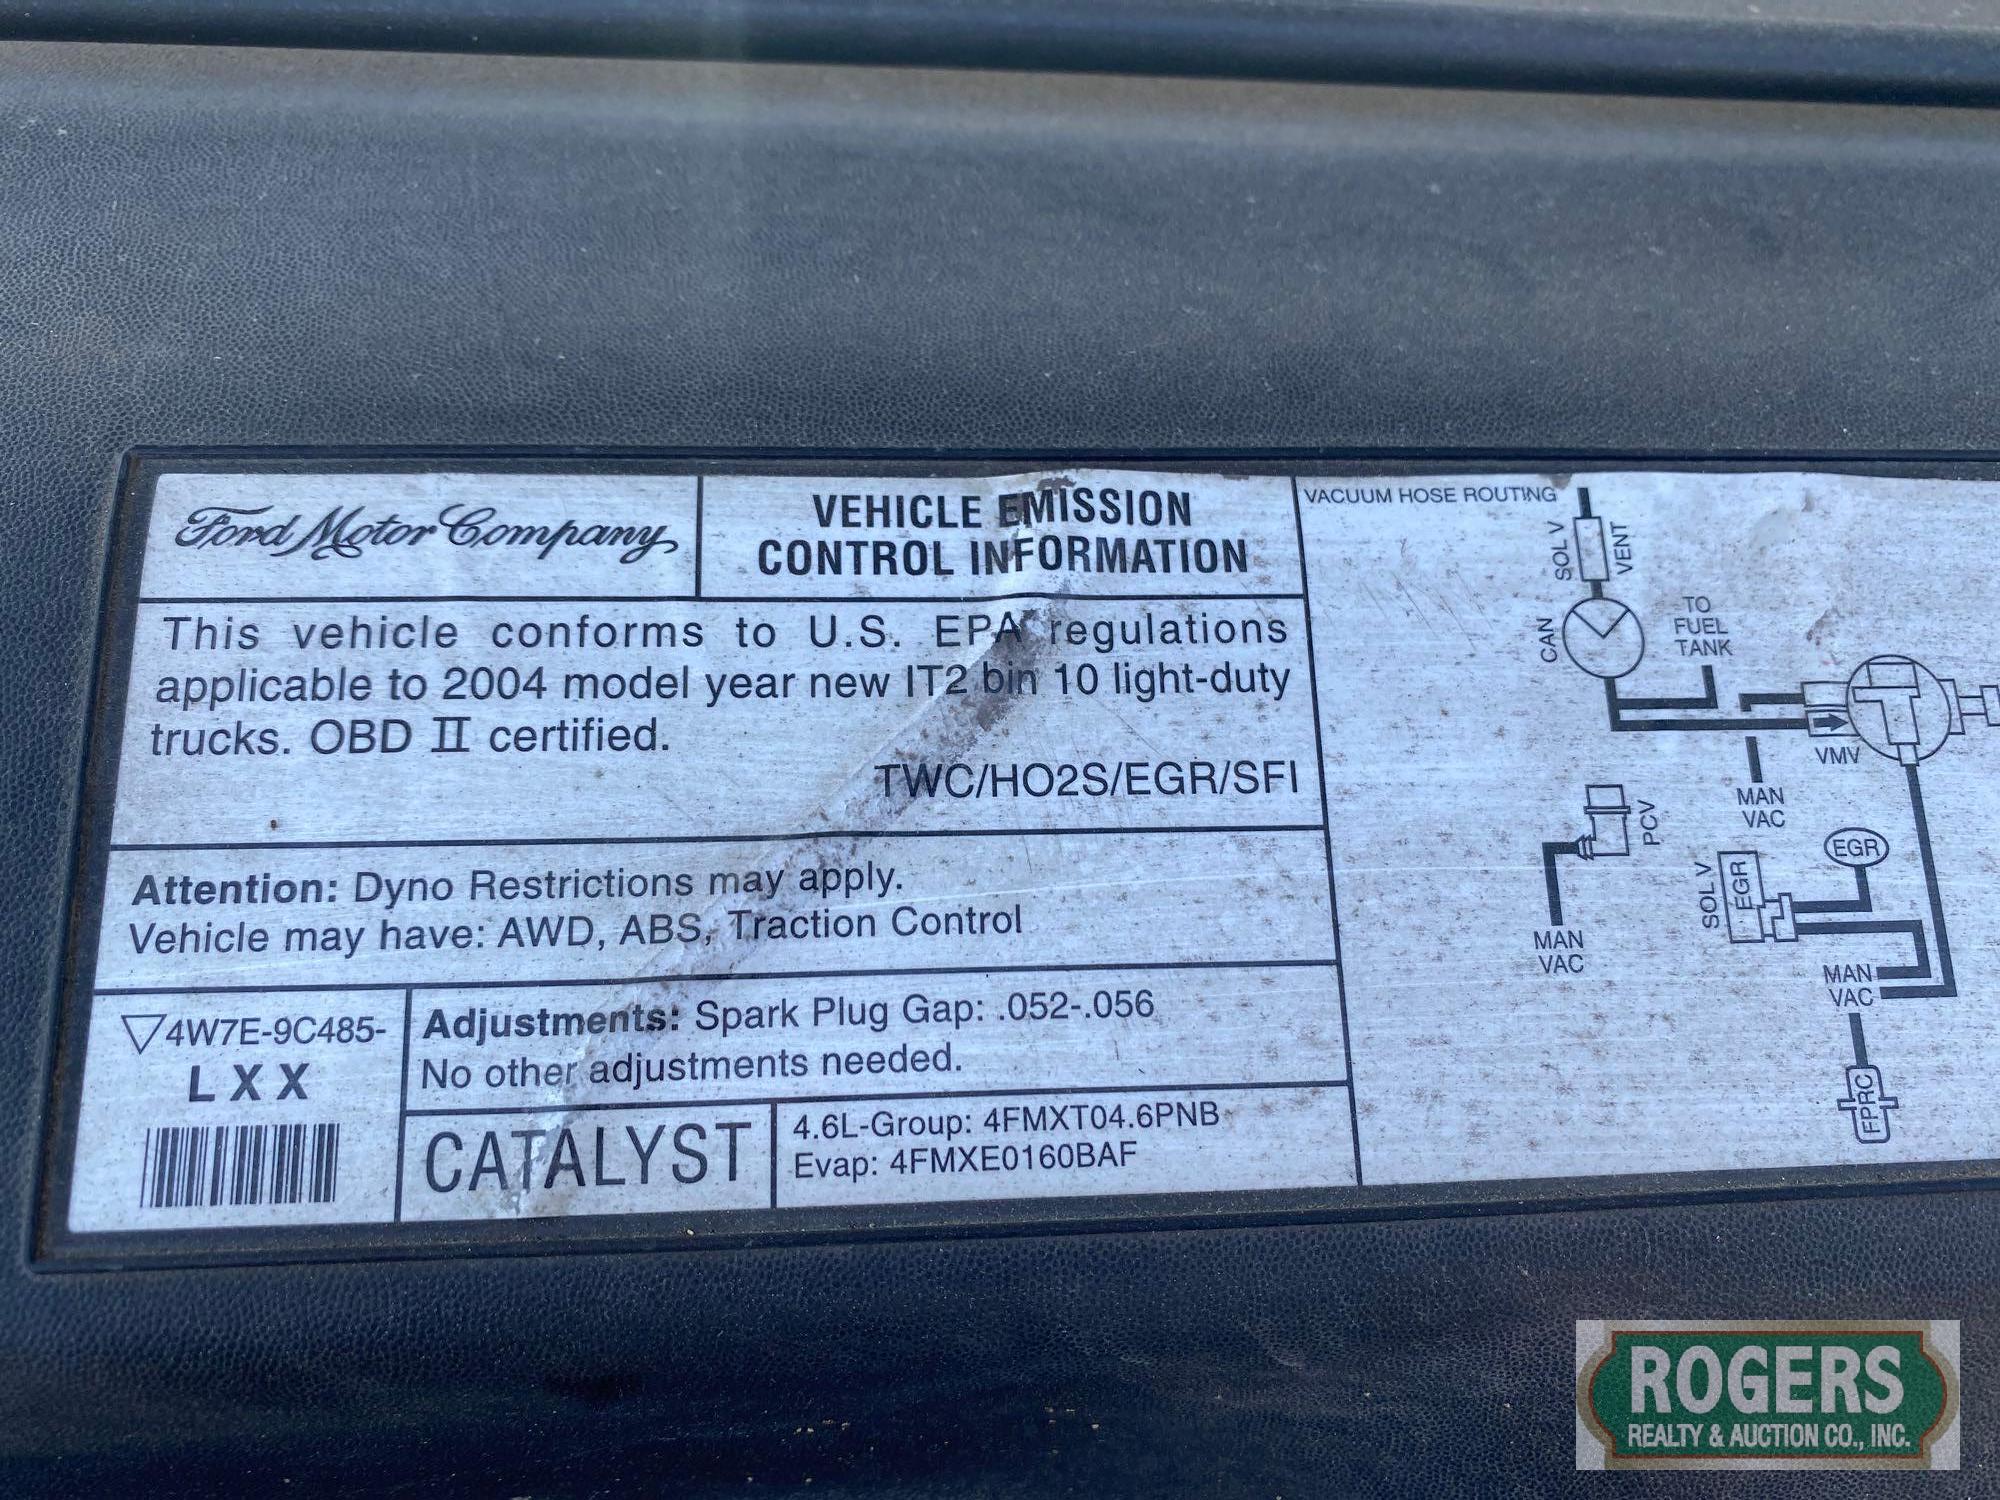 Ford Motor Company
VEHICLE EMISSION
CONTROL INFORMATION
This vehicle conforms to U.S. EPA regulations
applicable to 2004 model year new IT2 bin 10 light-duty
trucks. OBD II certified.
TWC/HO2S/EGR/SFI
Attention: Dyno Restrictions may apply.
Vehicle may have: AWD, ABS, Traction Control
4W7E-9C485-
LXX
Adjustments: Spark Plug Gap: .052-.056
No other adjustments needed.
CATALYST
4.6L-Group: 4FMXT04.6PNB
Evap: 4FMXE0160BAF
VACUUM HOSE ROUTING
SOL V
VENT
CAN
TO
FUEL
TANK
VMV
MAN
VAC
PCV
MAN
VAC
SOL V
EGR
EGR
MAN
VAC
FPRC
ROGERS
REALTY & AUCTION CO., INC.